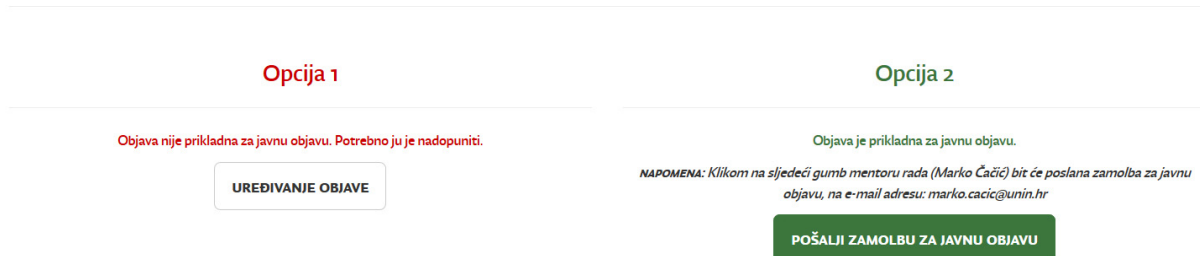 Opcija 1
Objava nije prikladna za javnu objavu. Potrebno ju je nadopuniti.
UREĐIVANJE OBJAVE
Opcija 2
Objava je prikladna za javnu objavu.
NAPOMENA: Klikom na sljedeći gumb mentoru rada (Marko Čačić) bit će poslana zamolba za javnu
objavu, na e-mail adresu: marko.cacic@unin.hr
POŠALJI ZAMOLBU ZA JAVNU OBJAVU